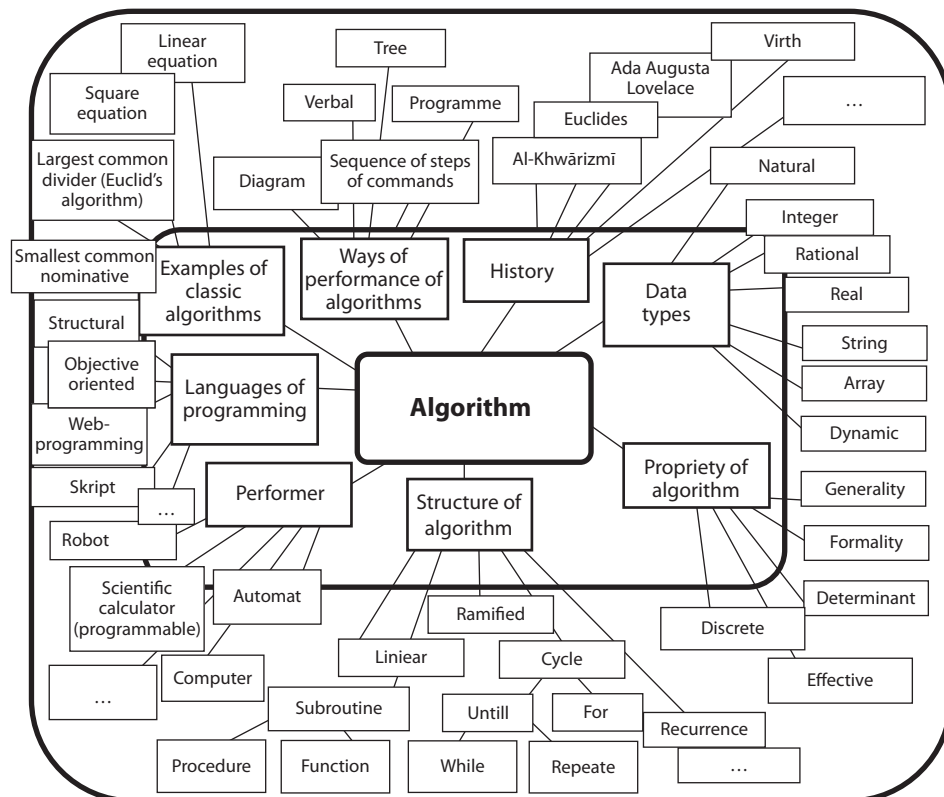 Linear
equation
Tree
Virth
Ada Augusta
Lovelace
Square
equation
Verbal
Programme
...
Euclides
Largest common
divider (Euclid's
algorithm)
Diagram
Sequence of steps
of commands
Al-Khwārizmī
Natural
Integer
Smallest common
nominative
Examples of
classic
algorithms
Ways of
performance of
algorithms
History
Data
types
Rational
Real
Structural
String
Objective
oriented
Languages of
programming
Algorithm
Array
Web-
programming
Dynamic
Skript
...
Performer
Structure of
algorithm
Propriety of
algorithm
Generality
Robot
Formality
Scientific
calculator
(programmable)
Automat
Ramified
Determinant
Discrete
Liniear
Cycle
...
Computer
Effective
Subroutine
Untill
For
Recurrence
Procedure
Function
While
Repeate
...